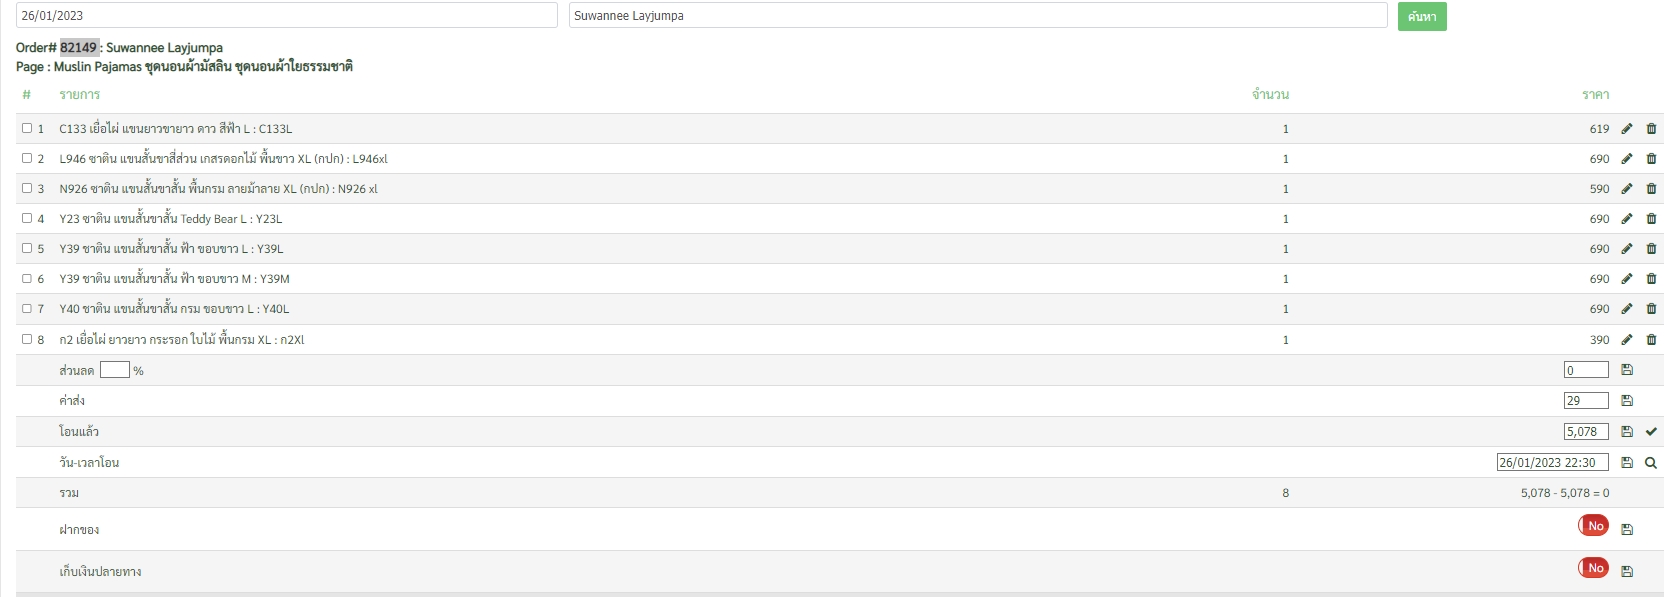 26/01/2023 Suwannee Layjumpa ค้นหา
Order# 82149 : Suwannee Layjumpa
Page : Muslin Pajamas ชุดนอนผ้ามัสลิน ชุดนอนผ้าใยธรรมชาติ
# รายการ จำนวน ราคา
1 C133 เยื่อไผ่ แขนยาวขายาว ดาว สีฟ้า L : C133L 1 619
2 L946 ซาติน แขนสั้นขาสี่ส่วน เกสรดอกไม้ พื้นขาว XL (กปก) : L946xl 1 690
3 N926 ซาติน แขนสั้นขาสั้น พื้นกรม ลายม้าลาย XL (กปก) : N926 xl 1 590
4 Y23 ซาติน แขนสั้นขาสั้น Teddy Bear L : Y23L 1 690
5 Y39 ซาติน แขนสั้นขาสั้น ฟ้า ขอบขาว L : Y39L 1 690
6 Y39 ซาติน แขนสั้นขาสั้น ฟ้า ขอบขาว M : Y39M 1 690
7 Y40 ซาติน แขนสั้นขาสั้น กรม ขอบขาว L : Y40L 1 690
8 ก2 เยื่อไผ่ ยาวยาว กระรอก ใบไม้ พื้นกรม XL : ก2Xl 1 390
ส่วนลด % 0
ค่าส่ง 29
โอนแล้ว 5,078
วัน-เวลาโอน 26/01/2023 22:30
รวม 8 5,078 - 5,078 = 0
ฝากของ No
เก็บเงินปลายทาง No